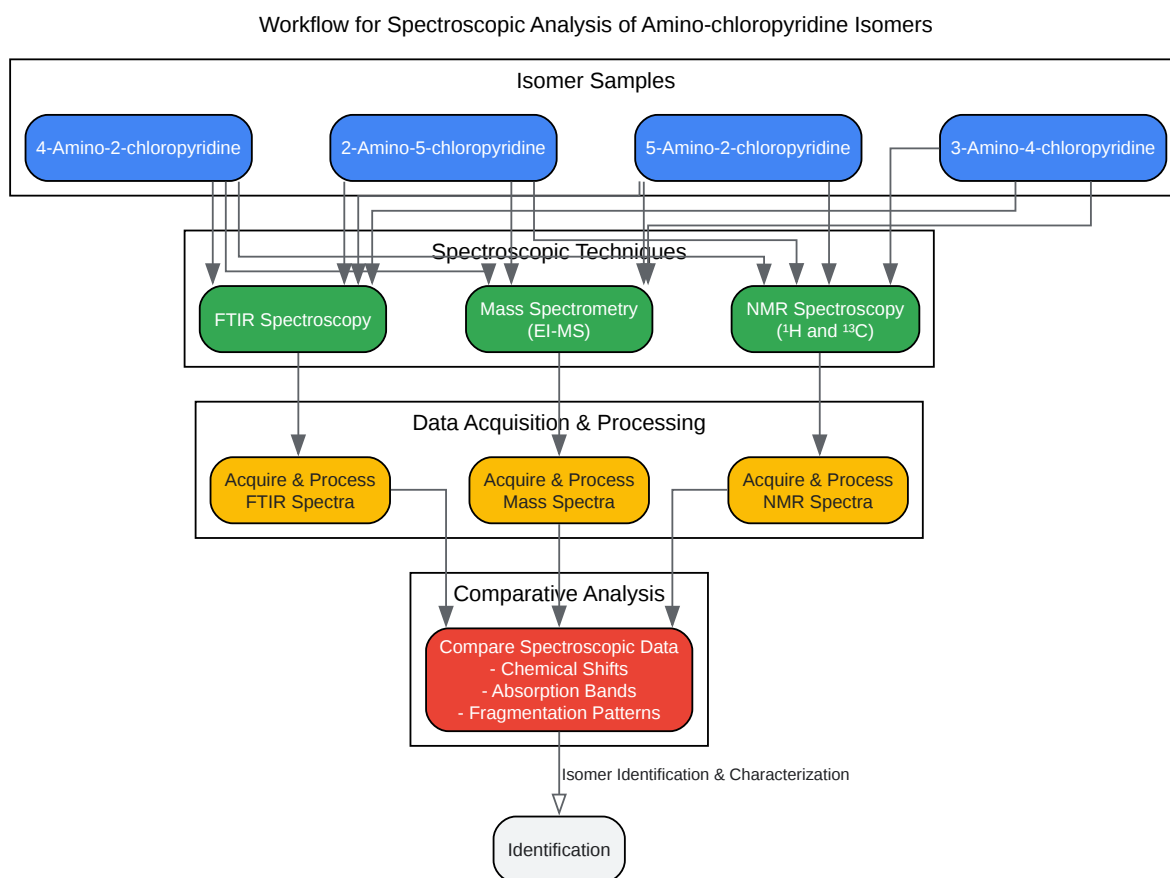 Workflow for Spectroscopic Analysis of Amino-chloropyridine Isomers
Isomer Samples
4-Amino-2-chloropyridine
2-Amino-5-chloropyridine
5-Amino-2-chloropyridine
3-Amino-4-chloropyridine
Spectroscopic Techniques
FTIR Spectroscopy
Mass Spectrometry
(EI-MS)
NMR Spectroscopy
(¹H and ¹³C)
Data Acquisition & Processing
Acquire & Process
FTIR Spectra
Acquire & Process
Mass Spectra
Acquire & Process
NMR Spectra
Comparative Analysis
Compare Spectroscopic Data
- Chemical Shifts
- Absorption Bands
- Fragmentation Patterns
Isomer Identification & Characterization
Identification